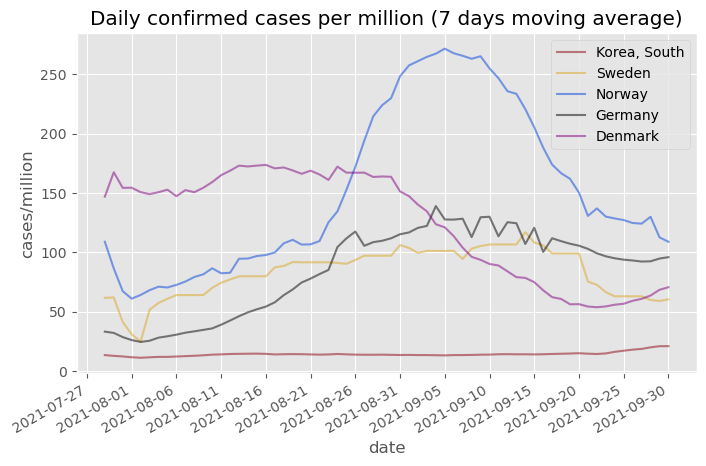 Daily confirmed cases per million (7 days moving average)
Korea, South
Sweden
Norway
Germany
Denmark
cases/million
250
200
150
100
50
0
2021-07-27
2021-08-01
2021-08-06
2021-08-11
2021-08-16
2021-08-21
2021-08-26
2021-08-31
2021-09-05
2021-09-10
2021-09-15
2021-09-20
2021-09-25
2021-09-30
date